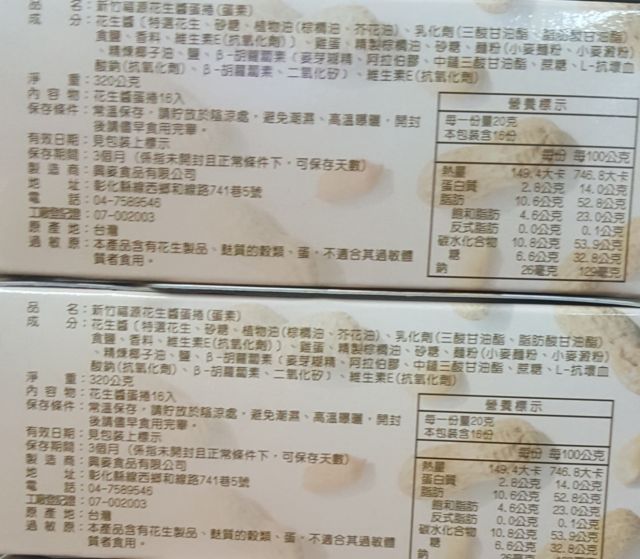 品　　名：新竹福源花生醬蛋捲(蛋素)
成　　分：花生醬〔特選花生、砂糖、植物油(棕櫚油、芥花油)、乳化劑(三酸甘油酯、脂肪酸甘油酯)
食鹽、香料、維生素E(抗氧化劑)〕、雞蛋、精製棕櫚油、砂糖、麵粉(小麥麵粉、小麥澱粉)
、精煉椰子油、鹽、β-胡蘿蔔素(麥芽糊精、阿拉伯膠、中鏈三酸甘油酯、蔗糖、L-抗壞血
酸鈉(抗氧化劑)、β-胡蘿蔔素、二氧化矽)、維生素E(抗氧化劑)
淨　　重：320公克
內 容 物：花生醬蛋捲16入
保存條件：常溫保存，請貯放於陰涼處，避免潮濕、高溫曝曬，開封
後請儘早食用完畢。
有效日期：見包裝上標示
保存期間：3個月（係指未開封且正常條件下，可保存天數）
製 造 商：興麥食品有限公司
地　　址：彰化縣線西鄉和線路741巷5號
電　　話：04-7589546
工廠登記證：07-002003
原 產 地：台灣
過 敏 原：本產品含有花生製品、麩質的穀類、蛋，不適合其過敏體
質者食用。
營養標示
每一份量20克
本包裝含16份
每份 每100公克
熱量 149.4大卡 746.8大卡
蛋白質 2.8公克 14.0公克
脂肪 10.6公克 52.8公克
飽和脂肪 4.6公克 23.0公克
反式脂肪 0.0公克 0.1公克
碳水化合物 10.8公克 53.9公克
糖 6.6公克 32.8公克
鈉 26毫克 129毫克
品　　名：新竹福源花生醬蛋捲(蛋素)
成　　分：花生醬〔特選花生、砂糖、植物油(棕櫚油、芥花油)、乳化劑(三酸甘油酯、脂肪酸甘油酯)
食鹽、香料、維生素E(抗氧化劑)〕、雞蛋、精製棕櫚油、砂糖、麵粉(小麥麵粉、小麥澱粉)
、精煉椰子油、鹽、β-胡蘿蔔素(麥芽糊精、阿拉伯膠、中鏈三酸甘油酯、蔗糖、L-抗壞血
酸鈉(抗氧化劑)、β-胡蘿蔔素、二氧化矽)、維生素E(抗氧化劑)
淨　　重：320公克
內 容 物：花生醬蛋捲16入
保存條件：常溫保存，請貯放於陰涼處，避免潮濕、高溫曝曬，開封
後請儘早食用完畢。
有效日期：見包裝上標示
保存期間：3個月（係指未開封且正常條件下，可保存天數）
製 造 商：興麥食品有限公司
地　　址：彰化縣線西鄉和線路741巷5號
電　　話：04-7589546
工廠登記證：07-002003
原 產 地：台灣
過 敏 原：本產品含有花生製品、麩質的穀類、蛋，不適合其過敏體
質者食用。
營養標示
每一份量20克
本包裝含16份
每份 每100公克
熱量 149.4大卡 746.8大卡
蛋白質 2.8公克 14.0公克
脂肪 10.6公克 52.8公克
飽和脂肪 4.6公克 23.0公克
反式脂肪 0.0公克 0.1公克
碳水化合物 10.8公克 53.9公克
糖 6.6公克 32.8公克
鈉